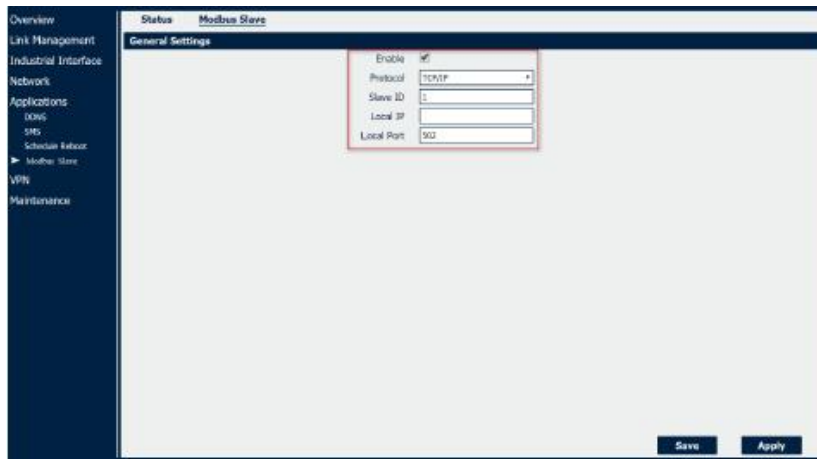 Overview
Link Management
Industrial Interface
Network
Applications
DDNS
SMS
Schedule Reboot
Modbus Slave
VPN
Maintenance
Status Modbus Slave
General Settings
Enable
Protocol TCP/IP
Slave ID 1
Local IP
Local Port 502
Save Apply